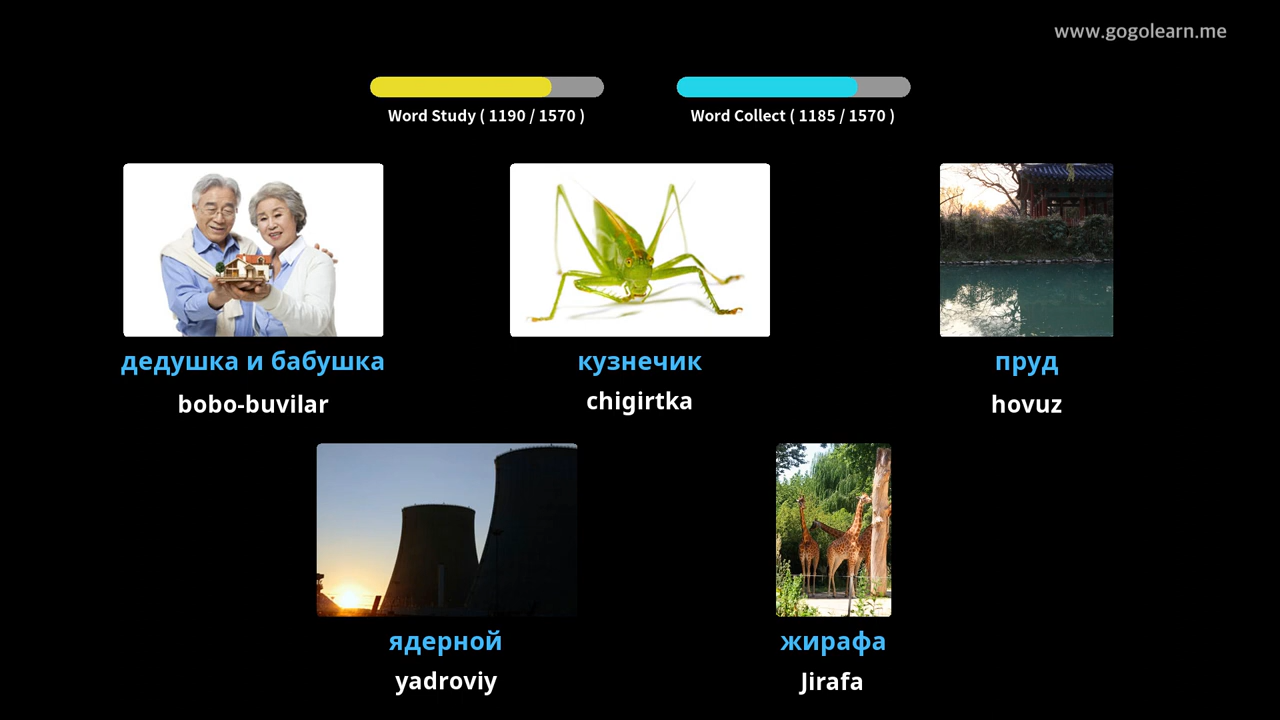 www.gogolearn.me
Word Study ( 1190 / 1570 )
Word Collect ( 1185 / 1570 )
дедушка и бабушка
bobo-buvilar
кузнечик
chigirtka
пруд
hovuz
ядерной
yadroviy
жирафа
Jirafa